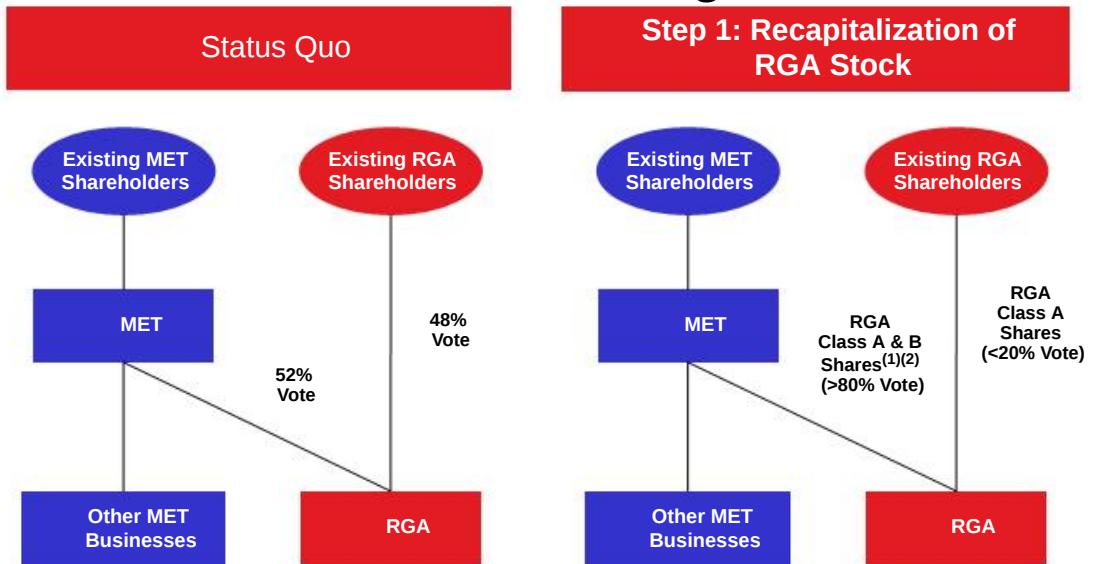 Status Quo
Step 1: Recapitalization of
RGA Stock
Existing MET
Shareholders
Existing RGA
Shareholders
MET
48%
Vote
52%
Vote
Other MET
Businesses
RGA
Existing MET
Shareholders
Existing RGA
Shareholders
MET
RGA
Class A & B
Shares(1)(2)
(>80% Vote)
RGA
Class A
Shares
(<20% Vote)
Other MET
Businesses
RGA